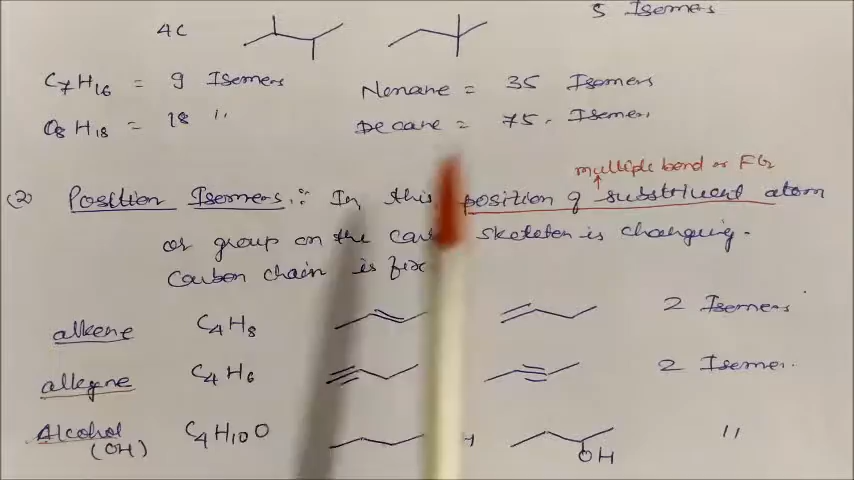 5 Isomers
4C
C7H16 = 9 Isomers Nonane = 35 Isomers
C8H18 = 18 " Decane = 75. Isomers
multiple bond or FG
(2) Position Isomers :: In this position of substituent atom
or group on the skeleton is changing.
Carbon chain is
alkene C4H8 2 Isomers
alkyne C4H6 2 Isomer.
Alcohol C4H10O "
(OH) OH